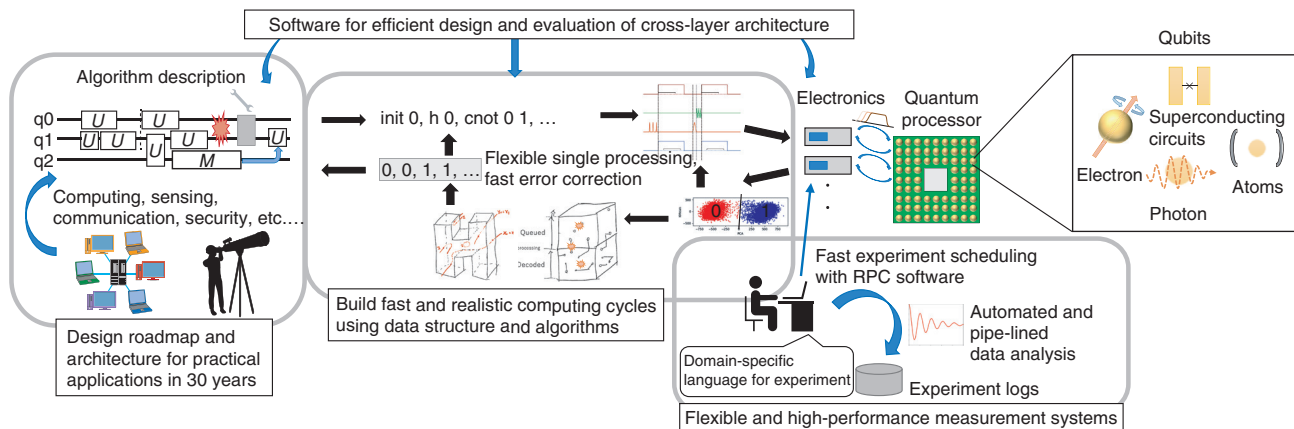 Software for efficient design and evaluation of cross-layer architecture
Algorithm description
q0
q1
q2
U
U
U
U
U
U
U
M
Computing, sensing,
communication, security, etc.…
Design roadmap and
architecture for practical
applications in 30 years
init 0, h 0, cnot 0 1, …
0, 0, 1, 1, …
Flexible single processing,
fast error correction
Queued
processing
Decoded
0
1
Build fast and realistic computing cycles
using data structure and algorithms
Electronics
Quantum
processor
Qubits
Superconducting
circuits
Electron
Atoms
Photon
Fast experiment scheduling
with RPC software
Automated and
pipe-lined
data analysis
Domain-specific
language for experiment
Experiment logs
Flexible and high-performance measurement systems